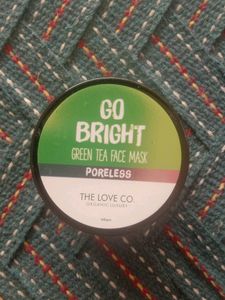 GO
BRIGHT
GREEN TEA FACE MASK
PORELESS
THE LOVE CO.
ORGANIC LUXURY